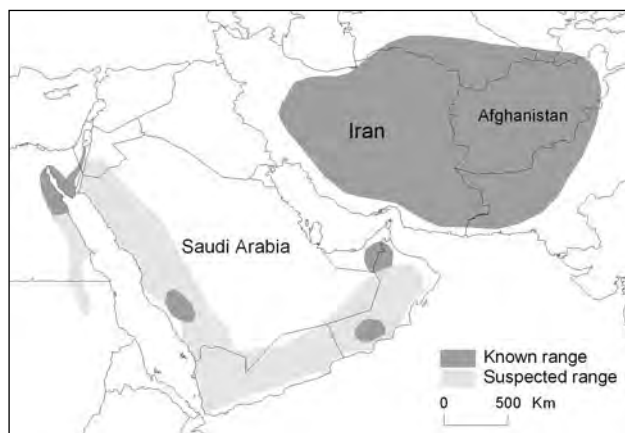 Iran
Afghanistan
Saudi Arabia
Known range
Suspected range
0 500 Km